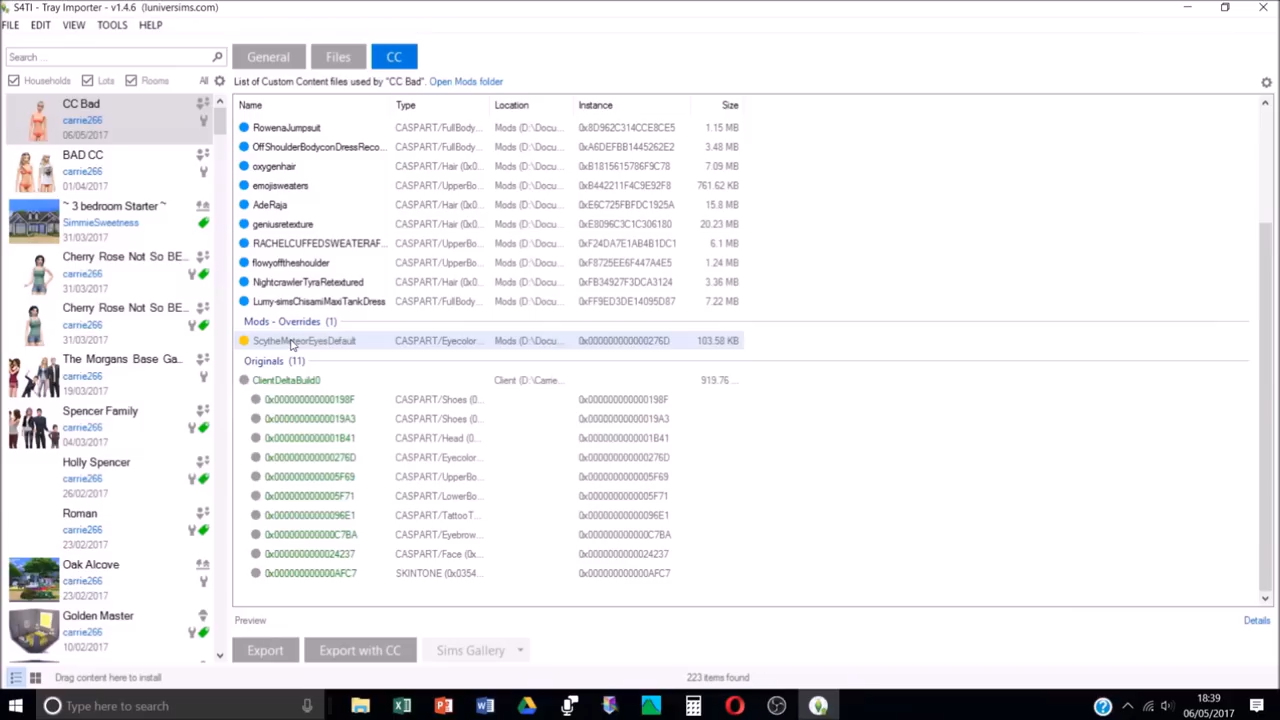 S4TI - Tray Importer - v1.4.6 (luniversims.com)
FILE EDIT VIEW TOOLS HELP
Search ...
Households Lots Rooms All
CC Bad
carrie266
06/05/2017
BAD CC
carrie266
01/04/2017
~ 3 bedroom Starter ~
SimmieSweetness
31/03/2017
Cherry Rose Not So BE...
carrie266
31/03/2017
Cherry Rose Not So BE...
carrie266
31/03/2017
The Morgans Base Ga...
carrie266
19/03/2017
Spencer Family
carrie266
04/03/2017
Holly Spencer
carrie266
26/02/2017
Roman
carrie266
23/02/2017
Oak Alcove
carrie266
23/02/2017
Golden Master
carrie266
10/02/2017
General Files CC
List of Custom Content files used by "CC Bad". Open Mods folder
Name Type Location Instance Size
RowenaJumpsuit CASPART/FullBody... Mods (D:\Docu... 0x8D962C314CCE8CE5 1.15 MB
OffShoulderBodyconDressReco... CASPART/FullBody... Mods (D:\Docu... 0xA6DEFBFB1445262E2 3.48 MB
oxygenhair CASPART/Hair (0x0... Mods (D:\Docu... 0xB1815615786F9C78 7.09 MB
emojisweaters CASPART/UpperBo... Mods (D:\Docu... 0xB442211F4C9E92F8 761.62 KB
AdeRaja CASPART/Hair (0x0... Mods (D:\Docu... 0xE6C725FBFDC1925A 15.8 MB
geniusretexture CASPART/Hair (0x0... Mods (D:\Docu... 0xE8096C3C1C306180 20.23 MB
RACHELCUFFEDSWEATERAF... CASPART/UpperBo... Mods (D:\Docu... 0xF24DA7E1AB4B1DC1 6.1 MB
flowyofftheshoulder CASPART/UpperBo... Mods (D:\Docu... 0xF8725EE6F447A4E5 1.24 MB
NightcrawlerTyraRetextured CASPART/Hair (0x0... Mods (D:\Docu... 0xFB34927F3DCA3124 3.36 MB
Lumy-simsChisamiMaxiTankDress CASPART/FullBody... Mods (D:\Docu... 0xFF9ED3DE14095D87 7.22 MB
Mods - Overrides (1)
ScytheMeteorEyesDefault CASPART/Eyecolor... Mods (D:\Docu... 0x000000000000276D 103.58 KB
Originals (11)
ClientDeltaBuild0 Client (D:\Game... 919.76 ...
0x000000000000198F CASPART/Shoes (0... 0x000000000000198F
0x00000000000019A3 CASPART/Shoes (0... 0x00000000000019A3
0x0000000000001B41 CASPART/Head (0... 0x0000000000001B41
0x000000000000276D CASPART/Eyecolor... 0x000000000000276D
0x0000000000005F69 CASPART/UpperBo... 0x0000000000005F69
0x0000000000005F71 CASPART/LowerBo... 0x0000000000005F71
0x00000000000096E1 CASPART/TattooT... 0x00000000000096E1
0x000000000000C7BA CASPART/Eyebrow... 0x000000000000C7BA
0x0000000000024237 CASPART/Face (0x... 0x0000000000024237
0x000000000000AFC7 SKINTONE (0x0354... 0x000000000000AFC7
Preview Details
Export Export with CC Sims Gallery
Drag content here to install 223 items found
Type here to search
18:39
06/05/2017